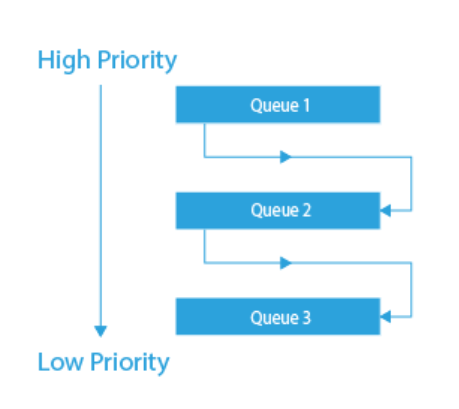 High Priority
Queue 1
Queue 2
Queue 3
Low Priority